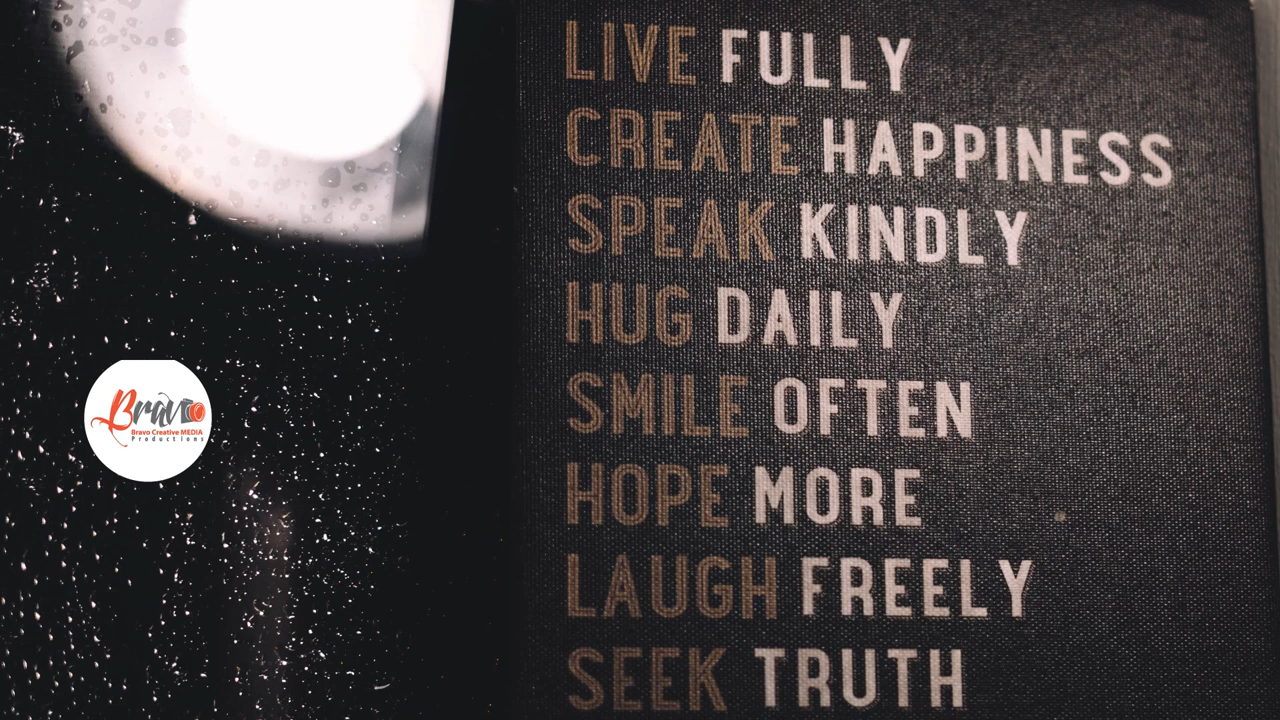 LIVE FULLY
CREATE HAPPINESS
SPEAK KINDLY
HUG DAILY
SMILE OFTEN
HOPE MORE
LAUGH FREELY
SEEK TRUTH
Bravo
Bravo Creative MEDIA
Productions